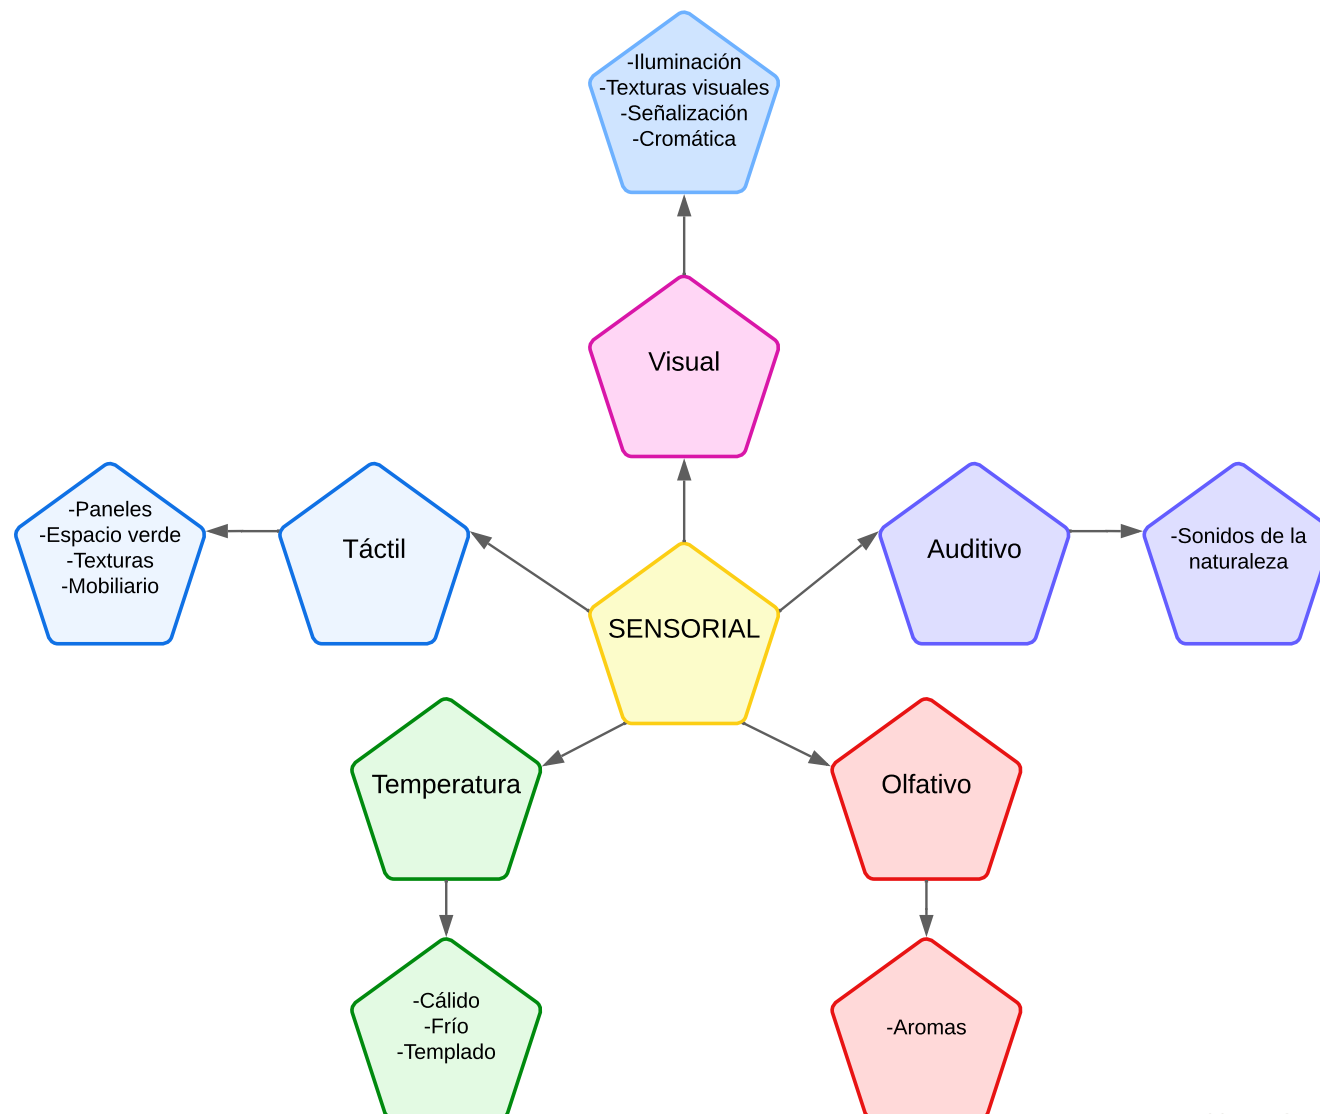 -Iluminación
-Texturas visuales
-Señalización
-Cromática
Visual
-Paneles
-Espacio verde
-Texturas
-Mobiliario
Táctil
Auditivo
-Sonidos de la
naturaleza
SENSORIAL
Temperatura
Olfativo
-Cálido
-Frío
-Templado
-Aromas